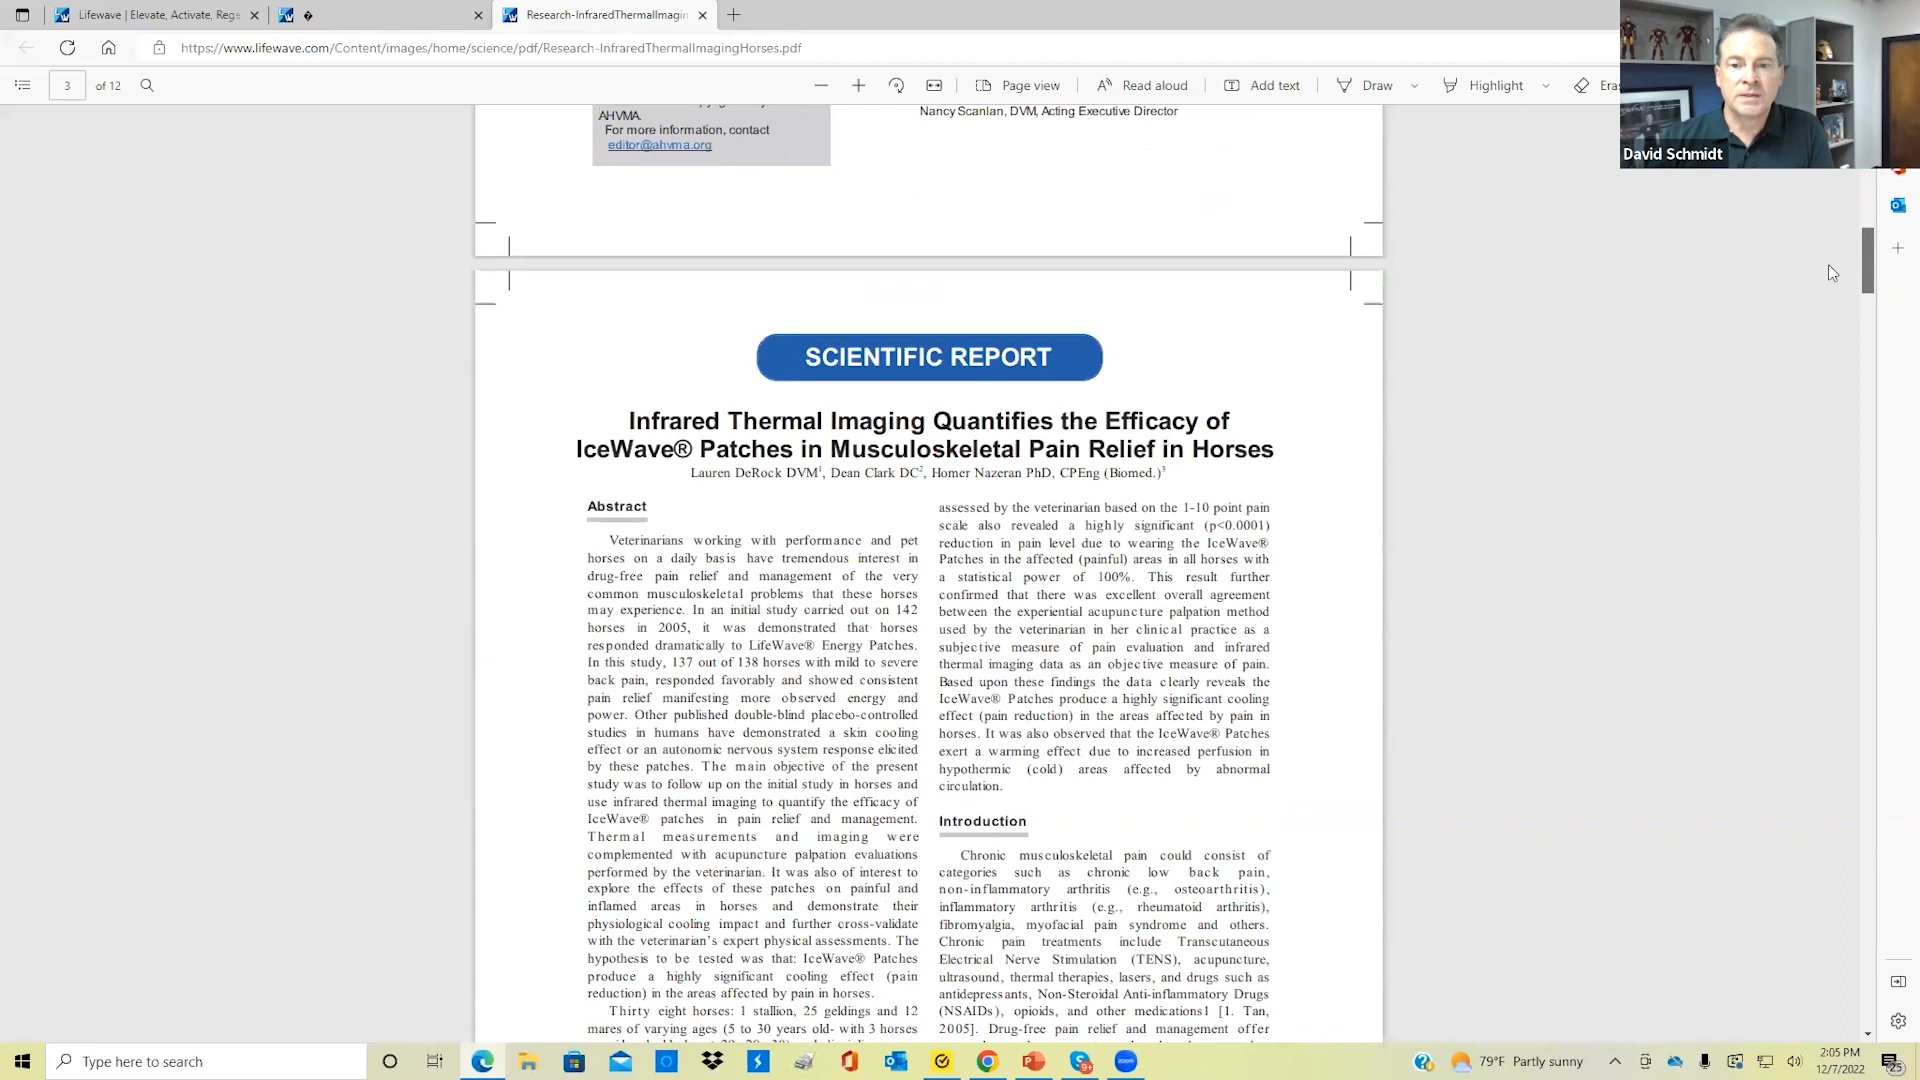 Lifewave | Elevate, Activate, Reg
Research-InfraredThermalImagin
https://www.lifewave.com/Content/images/home/science/pdf/Research-InfraredThermalImagingHorses.pdf
3 of 12
Page view
Read aloud
Add text
Draw
Highlight
Era
David Schmidt
AHVMA.
For more information, contact
editor@ahvma.org
Nancy Scanlan, DVM, Acting Executive Director
SCIENTIFIC REPORT
Infrared Thermal Imaging Quantifies the Efficacy of
IceWave® Patches in Musculoskeletal Pain Relief in Horses
Lauren DeRock DVM¹, Dean Clark DC², Homer Nazeran PhD, CPEng (Biomed.)³
Abstract
Veterinarians working with performance and pet
horses on a daily basis have tremendous interest in
drug-free pain relief and management of the very
common musculoskeletal problems that these horses
may experience. In an initial study carried out on 142
horses in 2005, it was demonstrated that horses
responded dramatically to LifeWave® Energy Patches.
In this study, 137 out of 138 horses with mild to severe
back pain, responded favorably and showed consistent
pain relief manifesting more observed energy and
power. Other published double-blind placebo-controlled
studies in humans have demonstrated a skin cooling
effect or an autonomic nervous system response elicited
by these patches. The main objective of the present
study was to follow up on the initial study in horses and
use infrared thermal imaging to quantify the efficacy of
IceWave® patches in pain relief and management.
Thermal measurements and imaging were
complemented with acupuncture palpation evaluations
performed by the veterinarian. It was also of interest to
explore the effects of these patches on painful and
inflamed areas in horses and demonstrate their
physiological cooling impact and further cross-validate
with the veterinarian's expert physical assessments. The
hypothesis to be tested was that: IceWave® Patches
produce a highly significant cooling effect (pain
reduction) in the areas affected by pain in horses.
Thirty eight horses: 1 stallion, 25 geldings and 12
mares of varying ages (5 to 30 years old- with 3 horses
assessed by the veterinarian based on the 1-10 point pain
scale also revealed a highly significant (p<0.0001)
reduction in pain level due to wearing the IceWave®
Patches in the affected (painful) areas in all horses with
a statistical power of 100%. This result further
confirmed that there was excellent overall agreement
between the experiential acupuncture palpation method
used by the veterinarian in her clinical practice as a
subjective measure of pain evaluation and infrared
thermal imaging data as an objective measure of pain.
Based upon these findings the data clearly reveals the
IceWave® Patches produce a highly significant cooling
effect (pain reduction) in the areas affected by pain in
horses. It was also observed that the IceWave® Patches
exert a warming effect due to increased perfusion in
hypothermic (cold) areas affected by abnormal
circulation.
Introduction
Chronic musculoskeletal pain could consist of
categories such as chronic low back pain,
non-inflammatory arthritis (e.g., osteoarthritis),
inflammatory arthritis (e.g., rheumatoid arthritis),
fibromyalgia, myofacial pain syndrome and others.
Chronic pain treatments include Transcutaneous
Electrical Nerve Stimulation (TENS), acupuncture,
ultrasound, thermal therapies, lasers, and drugs such as
antidepressants, Non-Steroidal Anti-inflammatory Drugs
(NSAIDs), opioids, and other medications1 [1. Tan,
2005]. Drug-free pain relief and management offer
Type here to search
zoom
79°F Partly sunny
2:05 PM
12/7/2022
25